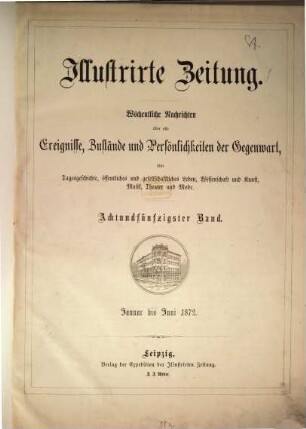 Illustrirte Zeitung.
Wöchentliche Nachrichten
über alle
Ereignisse, Zustände und Persönlichkeiten der Gegenwart,
über
Tagesgeschichte, öffentliches und gesellschaftliches Leben, Wissenschaft und Kunst,
Musik, Theater und Mode.
Achtundfünfzigster Band.
Januar bis Juni 1872.
Leipzig.
Verlag der Expedition der Illustrirten Zeitung.
J. J. Weber.